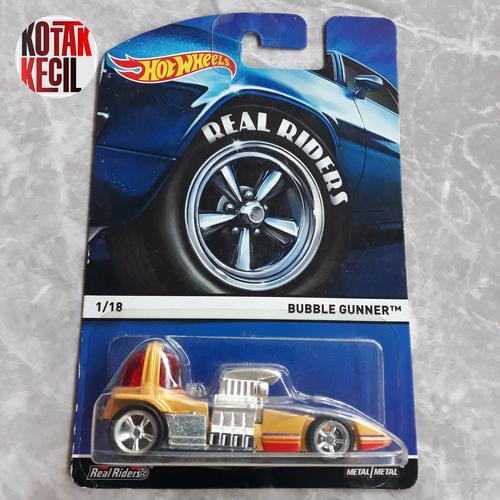 KOTAK
KECIL
HOT WHEELS
REAL RIDERS
1/18
BUBBLE GUNNER™
Real Riders
METAL/METAL